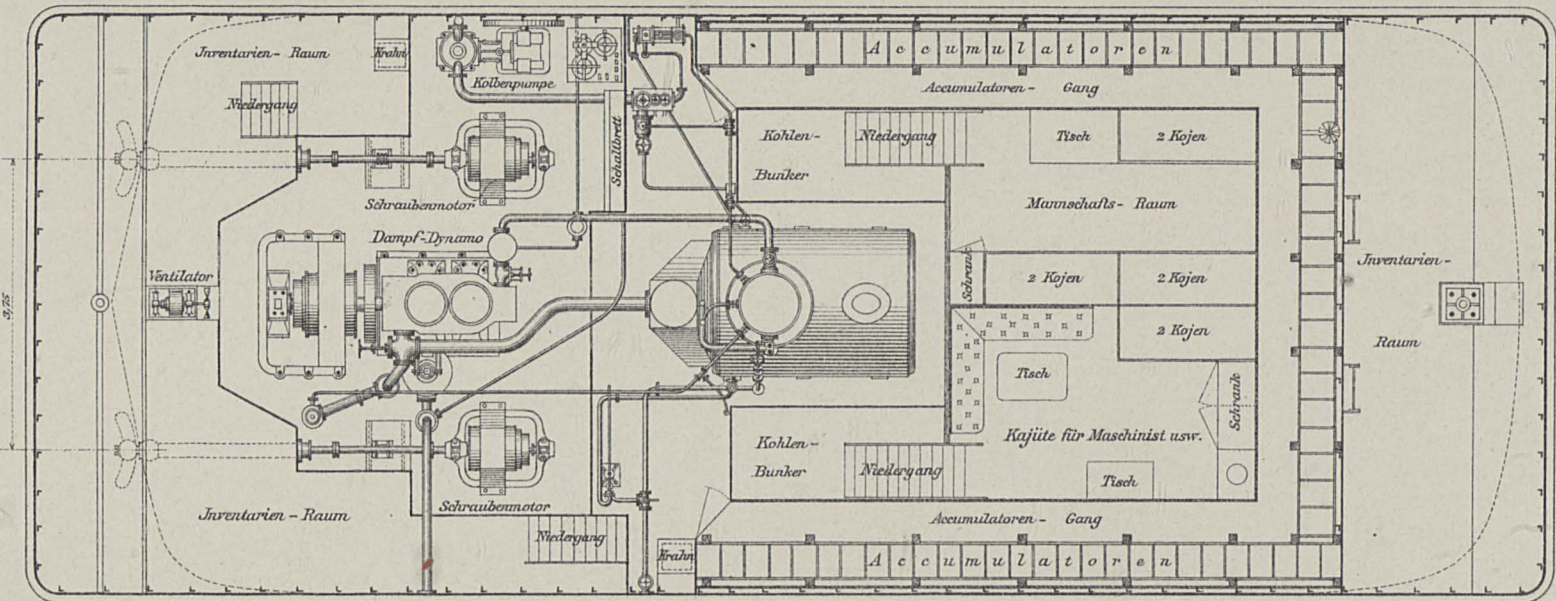 Inventarien - Raum
Krahn
Niedergang
Kolbenpumpe
Schraubenmotor
Schaltbrett
Accumulatoren
Accumulatoren - Gang
Kohlen-
Bunker
Niedergang
Tisch
2 Kojen
Mannschafts - Raum
Dampf-Dynamo
Ventilator
3,75
Schrank
2 Kojen
2 Kojen
2 Kojen
Inventarien -
Raum
Tisch
Schrank
Kajüte für Maschinist usw.
Kohlen-
Bunker
Niedergang
Tisch
Inventarien - Raum
Schraubenmotor
Niedergang
Krahn
Accumulatoren - Gang
Accumulatoren